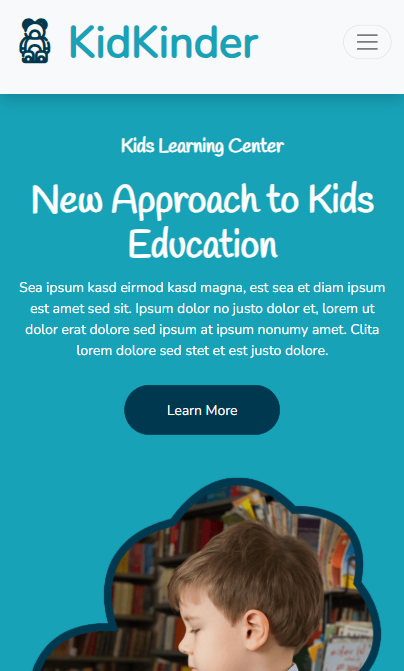 KidKinder
Kids Learning Center
New Approach to Kids
Education
Sea ipsum kasd eirmod kasd magna, est sea et diam ipsum
est amet sed sit. Ipsum dolor no justo dolor et, lorem ut
dolor erat dolore sed ipsum at ipsum nonumy amet. Clita
lorem dolore sed stet et est justo dolore.
Learn More